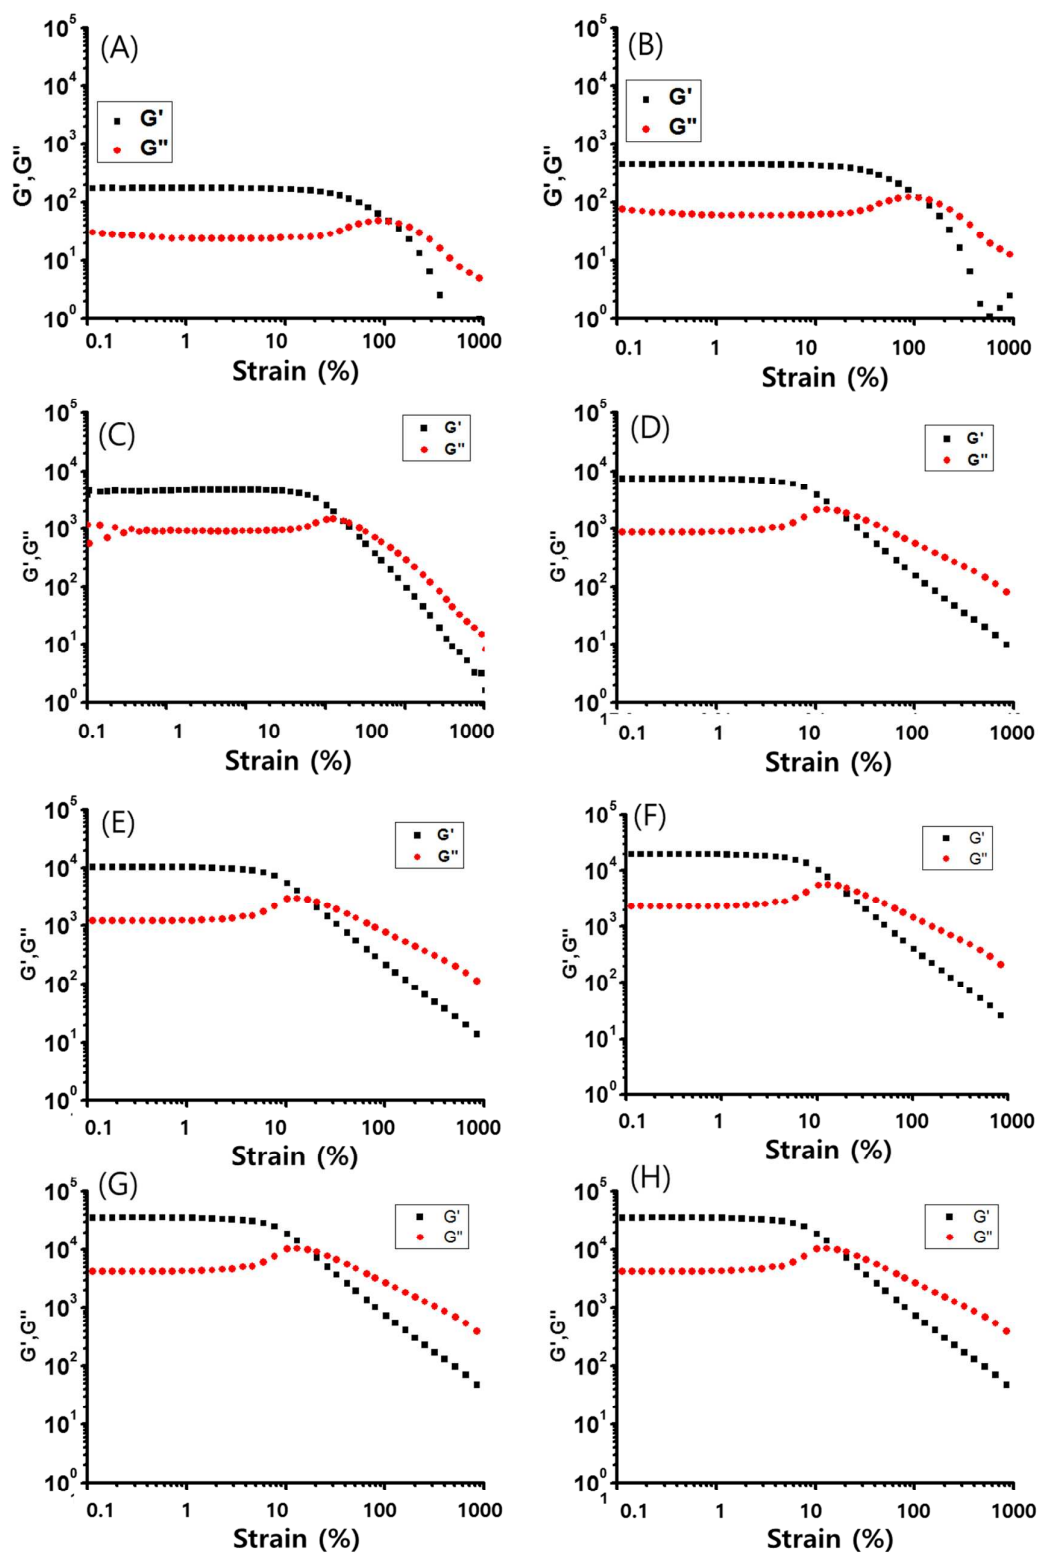 (A)
G'
G"
G',G"
10⁵
10⁴
10³
10²
10¹
10⁰
0.1 1 10 100 1000
Strain (%)
(B)
G'
G"
G',G"
10⁵
10⁴
10³
10²
10¹
10⁰
0.1 1 10 100 1000
Strain (%)
(C)
G'
G"
G',G"
10⁵
10⁴
10³
10²
10¹
10⁰
0.1 1 10 100 1000
Strain (%)
(D)
G'
G"
G',G"
10⁵
10⁴
10³
10²
10¹
10⁰
0.1 1 10 100 1000
Strain (%)
(E)
G'
G"
G',G"
10⁵
10⁴
10³
10²
10¹
10⁰
0.1 1 10 100 1000
Strain (%)
(F)
G'
G"
G',G"
10⁵
10⁴
10³
10²
10¹
10⁰
0.1 1 10 100 1000
Strain (%)
(G)
G'
G"
G',G"
10⁵
10⁴
10³
10²
10¹
10⁰
0.1 1 10 100 1000
Strain (%)
(H)
G'
G"
G',G"
10⁵
10⁴
10³
10²
10¹
10⁰
1 0.1 1 10 100 1000
Strain (%)